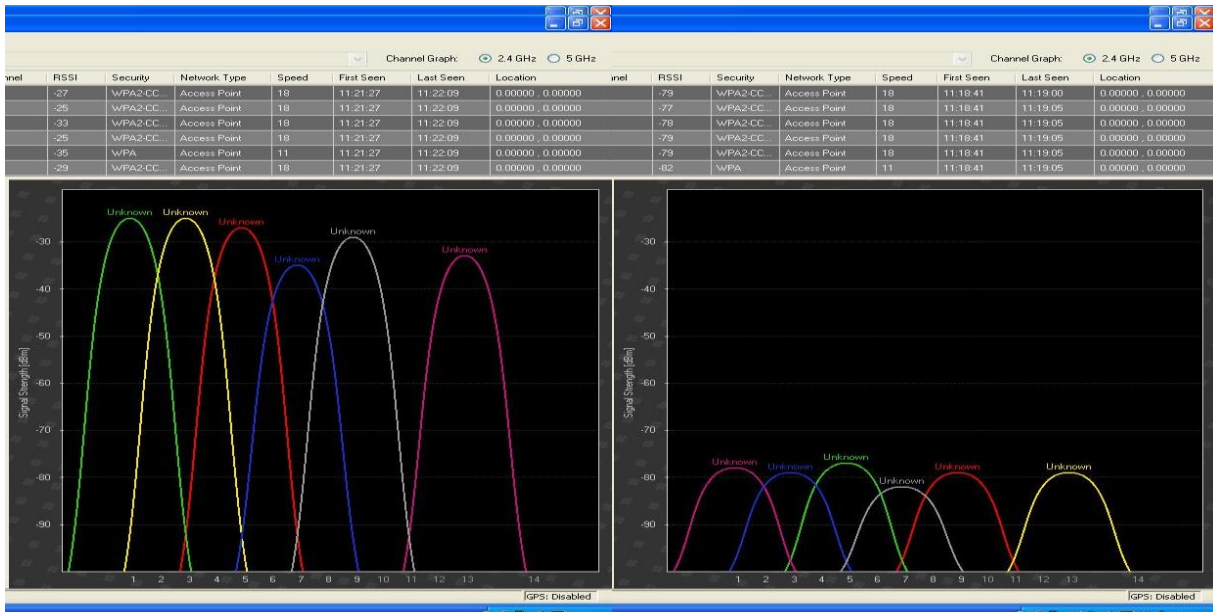 Channel Graph: 2.4 GHz 5 GHz
nnel RSSI Security Network Type Speed First Seen Last Seen Location
-27 WPA2-CC... Access Point 18 11:21:27 11:22:09 0.00000 , 0.00000
-25 WPA2-CC... Access Point 18 11:21:27 11:22:09 0.00000 , 0.00000
-33 WPA2-CC... Access Point 18 11:21:27 11:22:09 0.00000 , 0.00000
-25 WPA2-CC... Access Point 18 11:21:27 11:22:09 0.00000 , 0.00000
-35 WPA Access Point 11 11:21:27 11:22:09 0.00000 , 0.00000
-29 WPA2-CC... Access Point 18 11:21:27 11:22:09 0.00000 , 0.00000
Unknown Unknown
Unknown
Unknown
Unknown
Unknown
Signal Strength [dBm]
-30
-40
-50
-60
-70
-80
-90
1 2 3 4 5 6 7 8 9 10 11 12 13 14
GPS: Disabled
Channel Graph: 2.4 GHz 5 GHz
nel RSSI Security Network Type Speed First Seen Last Seen Location
-79 WPA2-CC... Access Point 18 11:18:41 11:19:00 0.00000 , 0.00000
-77 WPA2-CC... Access Point 18 11:18:41 11:19:05 0.00000 , 0.00000
-78 WPA2-CC... Access Point 18 11:18:41 11:19:05 0.00000 , 0.00000
-79 WPA2-CC... Access Point 18 11:18:41 11:19:05 0.00000 , 0.00000
-79 WPA2-CC... Access Point 18 11:18:41 11:19:05 0.00000 , 0.00000
-82 WPA Access Point 11 11:18:41 11:19:05 0.00000 , 0.00000
Unknown
Unknown
Unknown
Unknown
Unknown
Unknown
Signal Strength [dBm]
-30
-40
-50
-60
-70
-80
-90
1 2 3 4 5 6 7 8 9 10 11 12 13 14
GPS: Disabled